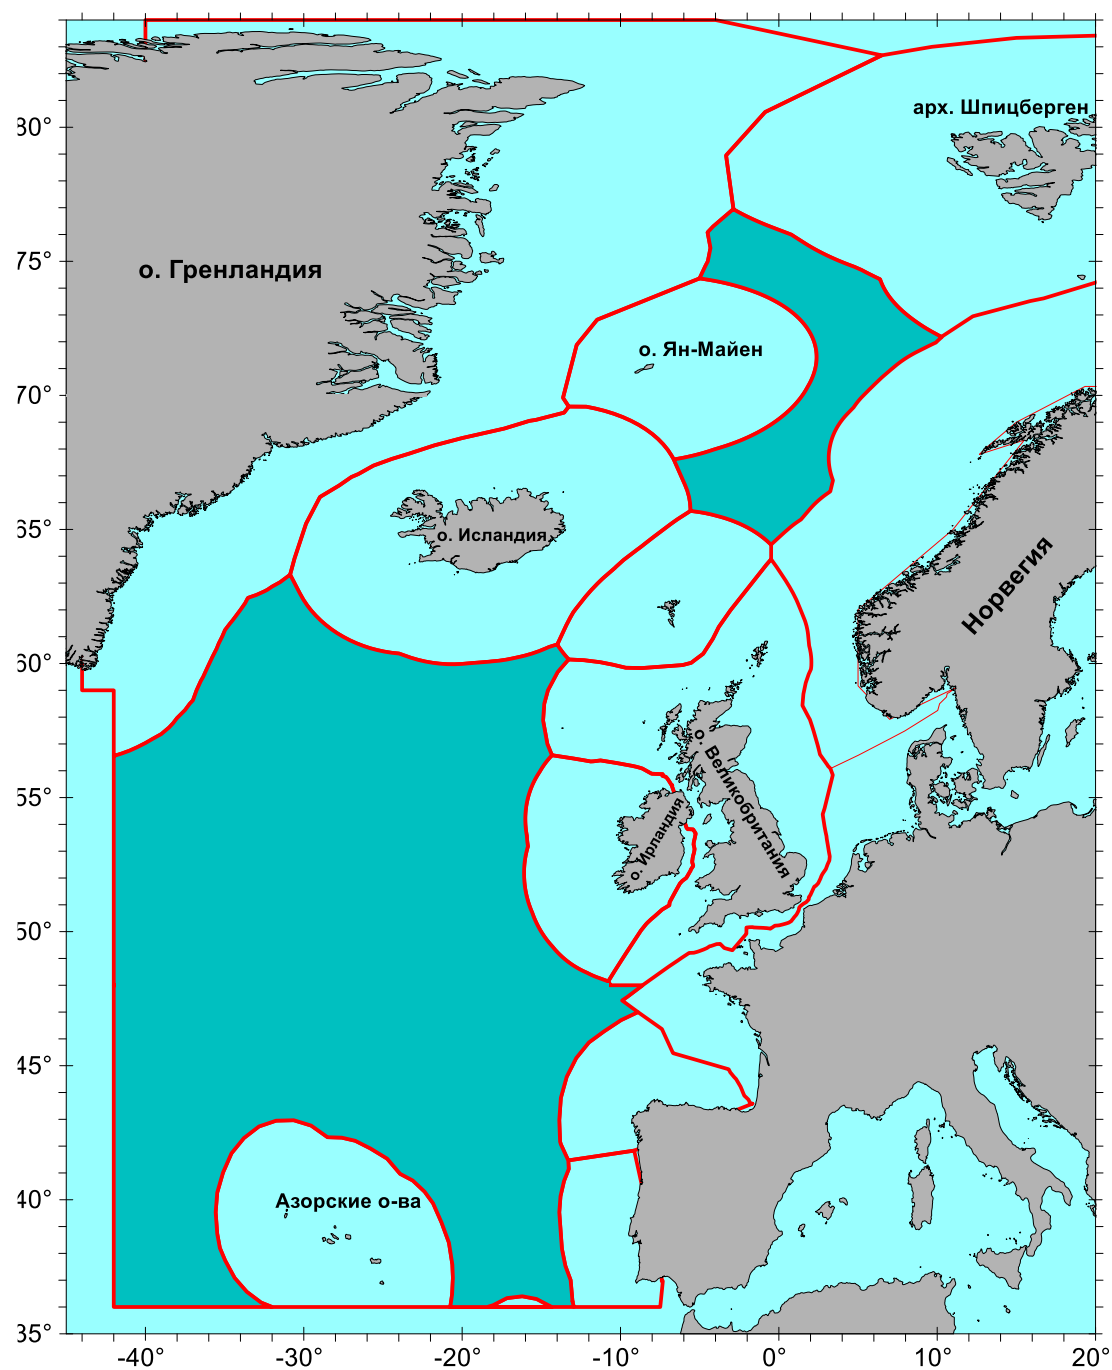 арх. Шпицберген
80°
75°
о. Гренландия
о. Ян-Майен
70°
65°
о. Исландия
Норвегия
60°
о. Великобритания
55°
о. Ирландия
50°
45°
40°
Азорские о-ва
35°
-40° -30° -20° -10° 0° 10° 20°